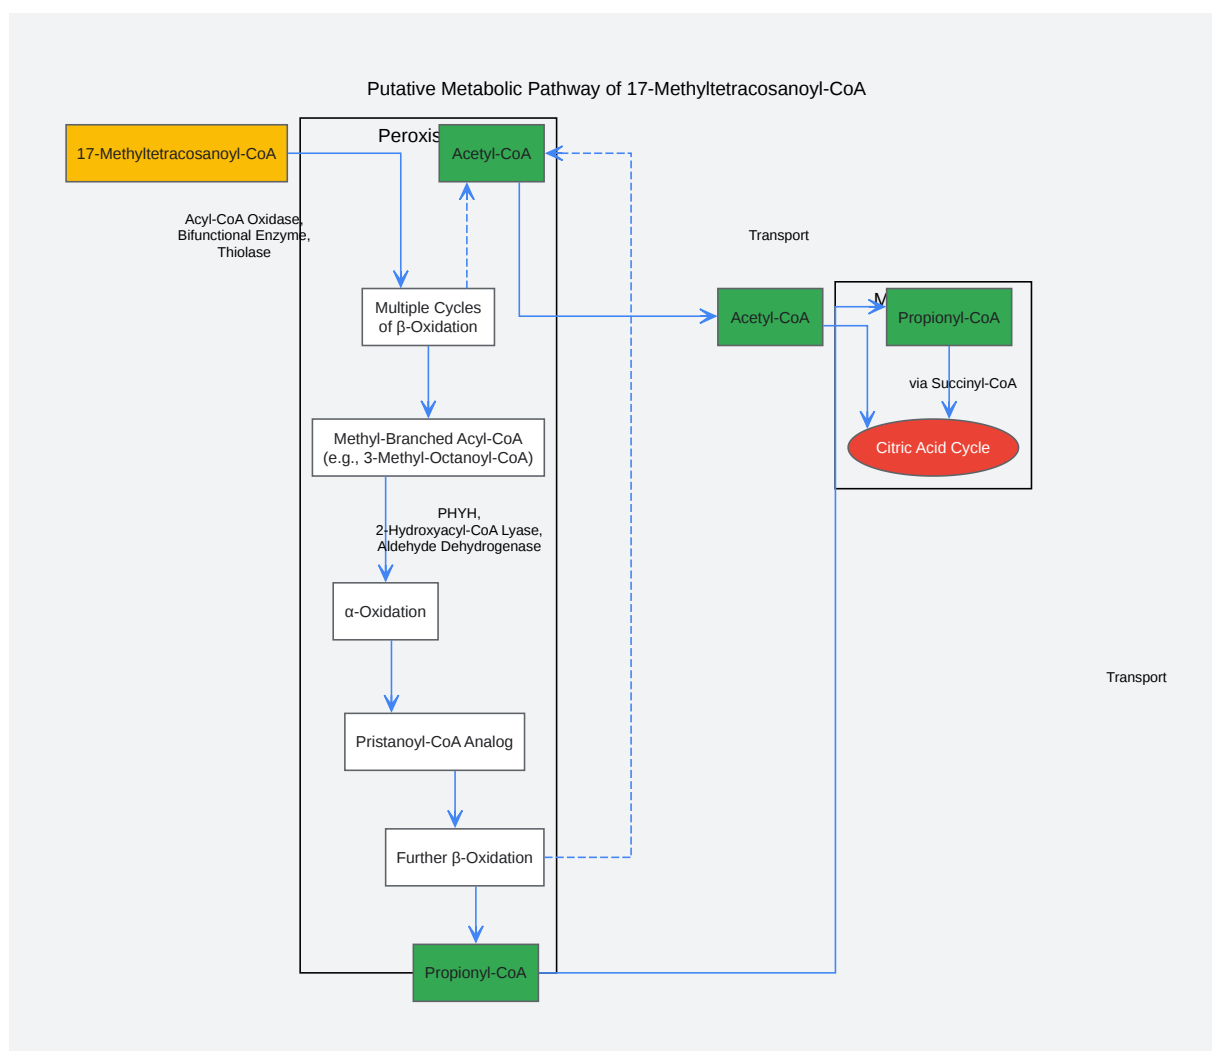 Putative Metabolic Pathway of 17-Methyltetracosanoyl-CoA
Peroxis
17-Methyltetracosanoyl-CoA
Acetyl-CoA
Acyl-CoA Oxidase,
Bifunctional Enzyme,
Thiolase
Transport
Multiple Cycles
of β-Oxidation
Acetyl-CoA
M
Propionyl-CoA
via Succinyl-CoA
Methyl-Branched Acyl-CoA
(e.g., 3-Methyl-Octanoyl-CoA)
Citric Acid Cycle
PHYH,
2-Hydroxyacyl-CoA Lyase,
Aldehyde Dehydrogenase
α-Oxidation
Transport
Pristanoyl-CoA Analog
Further β-Oxidation
Propionyl-CoA